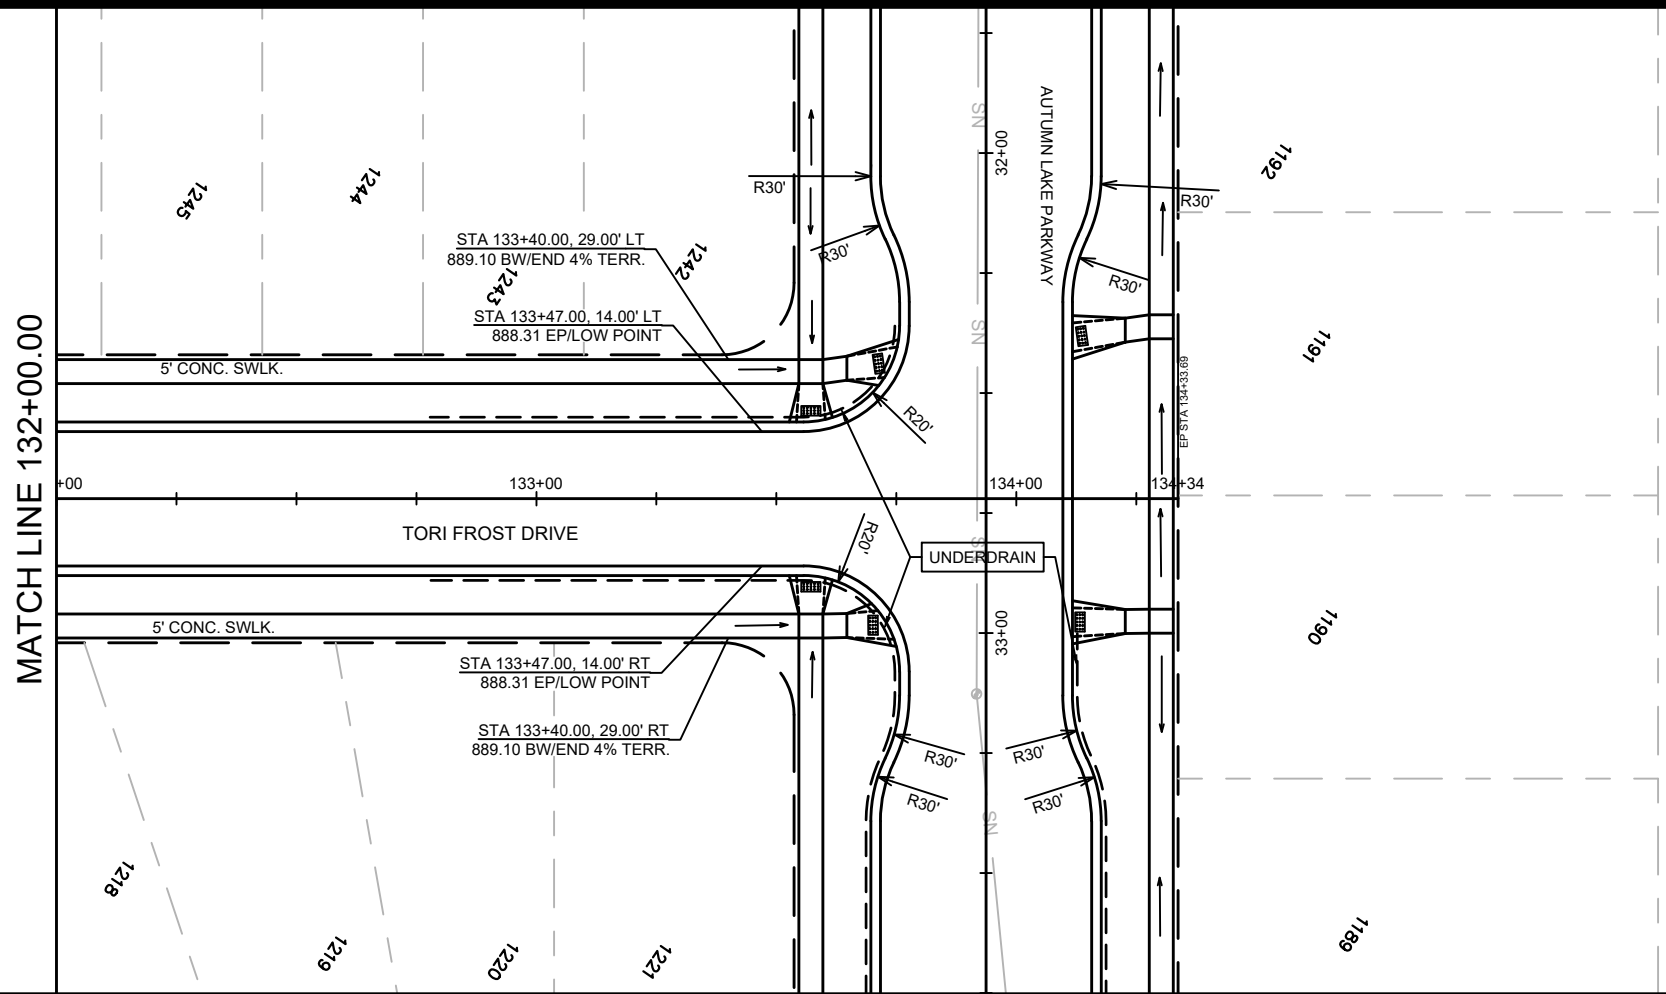 MATCH LINE 132+00.00
1245
1244
1243
1242
STA 133+40.00, 29.00' LT
889.10 BW/END 4% TERR.
STA 133+47.00, 14.00' LT
888.31 EP/LOW POINT
5' CONC. SWLK.
R30'
R30'
R20'
SN
SN
32+00
AUTUMN LAKE PARKWAY
R30'
R30'
1192
1191
EP STA 134+33.69
+00
133+00
134+00
134+34
TORI FROST DRIVE
R20'
SN
UNDERDRAIN
5' CONC. SWLK.
33+00
1190
STA 133+47.00, 14.00' RT
888.31 EP/LOW POINT
STA 133+40.00, 29.00' RT
889.10 BW/END 4% TERR.
R30'
R30'
R30'
R30'
SN
1218
1219
1220
1221
1189